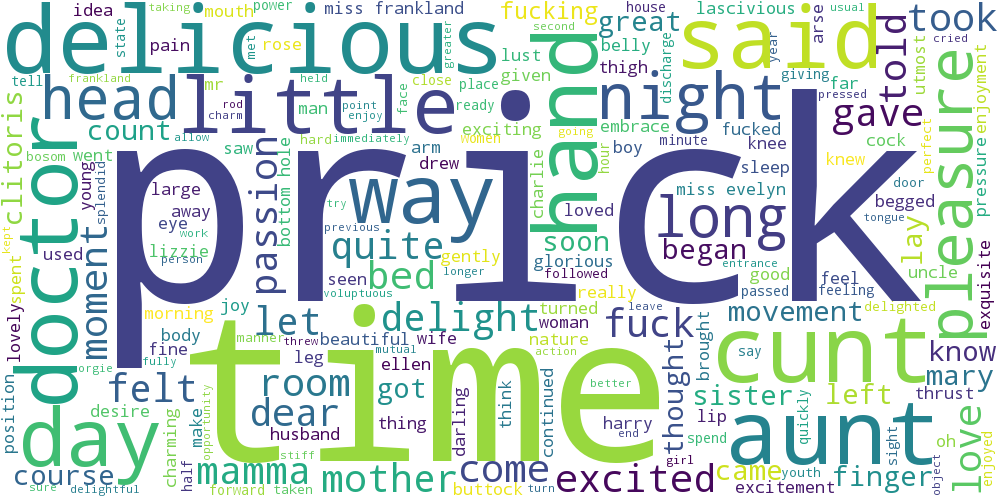 delicious
little
prick
time
said
hand
night
way
long
head
day
doctor
aunt
cunt
pleasure
delight
fuck
moment
passion
mother
mamma
excited
come
bed
quite
let
room
dear
felt
course
count
clitoris
love
finger
sister
movement
thought
began
soon
great
took
gave
told
fucking
lay
left
came
know
mary
got
idea
pain
mouth
taking
power
miss frankland
state
met
rose
greater
lust
second
given
house
belly
thigh
lascivious
discharge
arse
year
usual
cried
giving
utmost
tell
frankland
mr
rod
charm
held
man
point
enjoy
face
close
place
ready
exciting
women
going
hour
embrace
boy
minute
fucked
knee
sleep
far
pressed
knew
cock
perfect
pressure
enjoyment
bosom
went
kept
young
splendid
used
spent
lovely
large
away
eye
work
lizzie
person
saw
allow
hard
immediately
arm
drew
bottom hole
try
previous
seen
voluptuous
gently
longer
charlie
loved
glorious
followed
really
turned
woman
nature
action
leave
miss evelyn
entrance
passed
good
feel
feeling
door
tongue
begged
uncle
delighted
exquisite
morning
joy
body
fine
manner
threw
beautiful
mutual
wife
leg
ellen
fully
orgie
position
desire
make
charming
half
opportunity
stiff
husband
thing
darling
think
continued
better
harry
end
lip
girl
spend
brought
say
quickly
sight
youth
object
thrust
oh
enjoyed
sure
delightful
forward
taken
buttock
turn
excitement